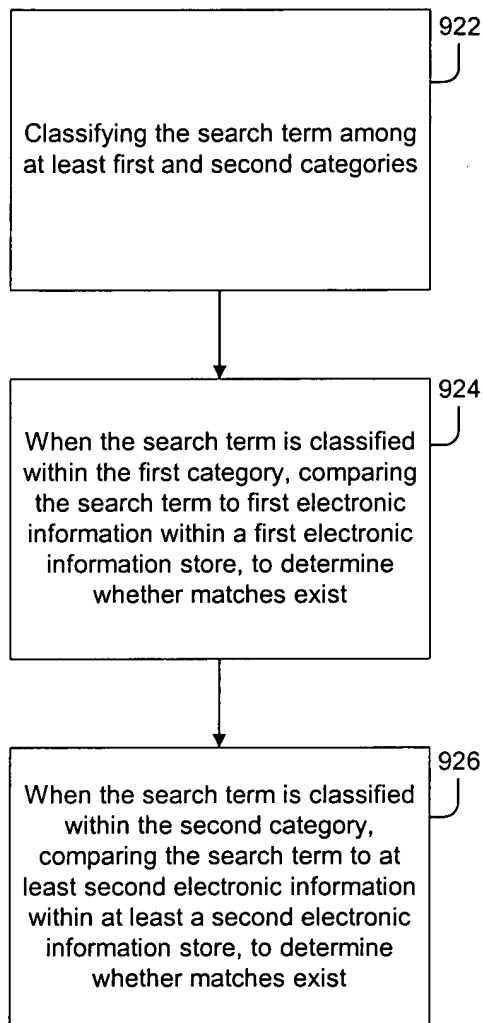 922
Classifying the search term among
at least first and second categories
924
When the search term is classified
within the first category, comparing
the search term to first electronic
information within a first electronic
information store, to determine
whether matches exist
926
When the search term is classified
within the second category,
comparing the search term to at
least second electronic information
within at least a second electronic
information store, to determine
whether matches exist